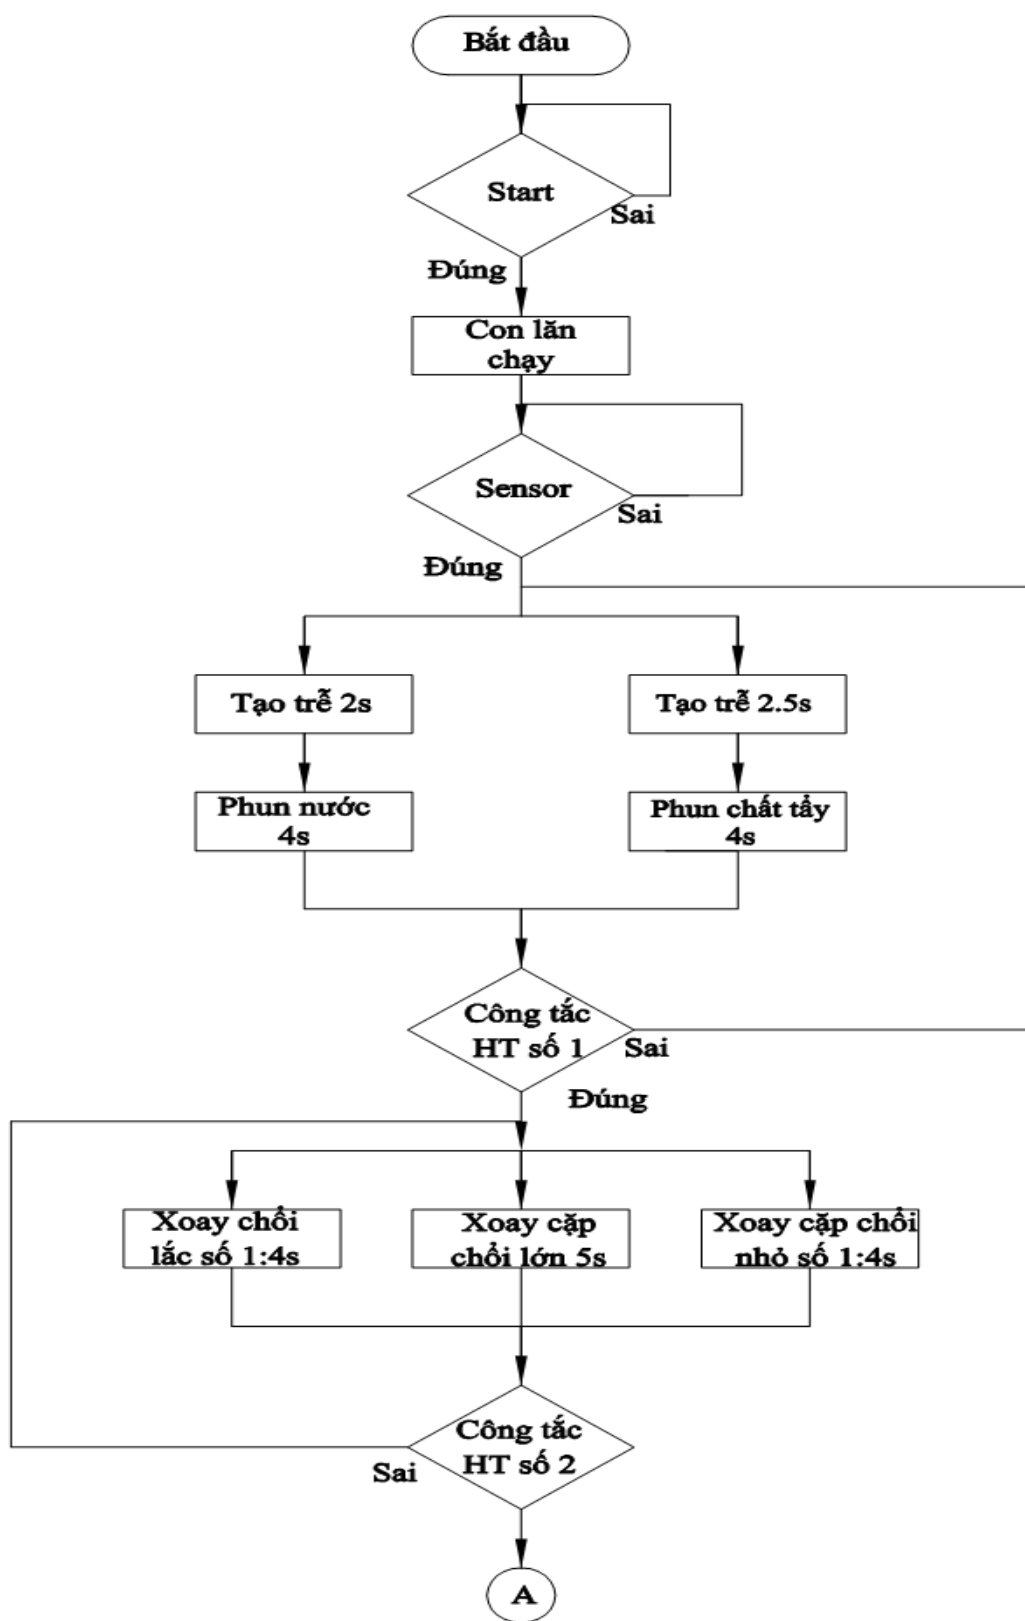 Bắt đầu
Start
Sai
Đúng
Con lăn
chạy
Sensor
Sai
Đúng
Tạo trễ 2s
Tạo trễ 2.5s
Phun nước
4s
Phun chất tẩy
4s
Công tắc
HT số 1
Sai
Đúng
Xoay chổi
lắc số 1:4s
Xoay cặp
chổi lớn 5s
Xoay cặp chổi
nhỏ số 1:4s
Công tắc
HT số 2
Sai
A